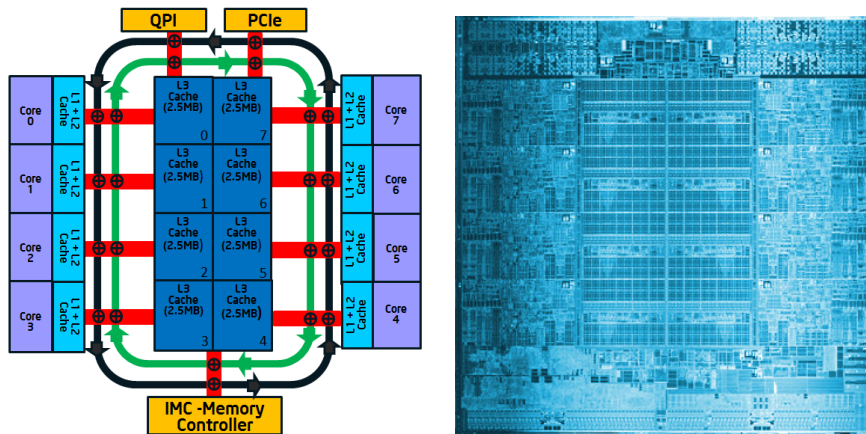 QPI
PCIe
Core
0
L1 + L2
Cache
L3
Cache
(2.5MB)
0
L3
Cache
(2.5MB)
7
L1 + L2
Cache
Core
7
Core
1
L1 + L2
Cache
L3
Cache
(2.5MB)
1
L3
Cache
(2.5MB)
6
L1 + L2
Cache
Core
6
Core
2
L1 + L2
Cache
L3
Cache
(2.5MB)
2
L3
Cache
(2.5MB)
5
L1 + L2
Cache
Core
5
Core
3
L1 + L2
Cache
L3
Cache
(2.5MB)
3
L3
Cache
(2.5MB)
4
L1 + L2
Cache
Core
4
IMC -Memory
Controller